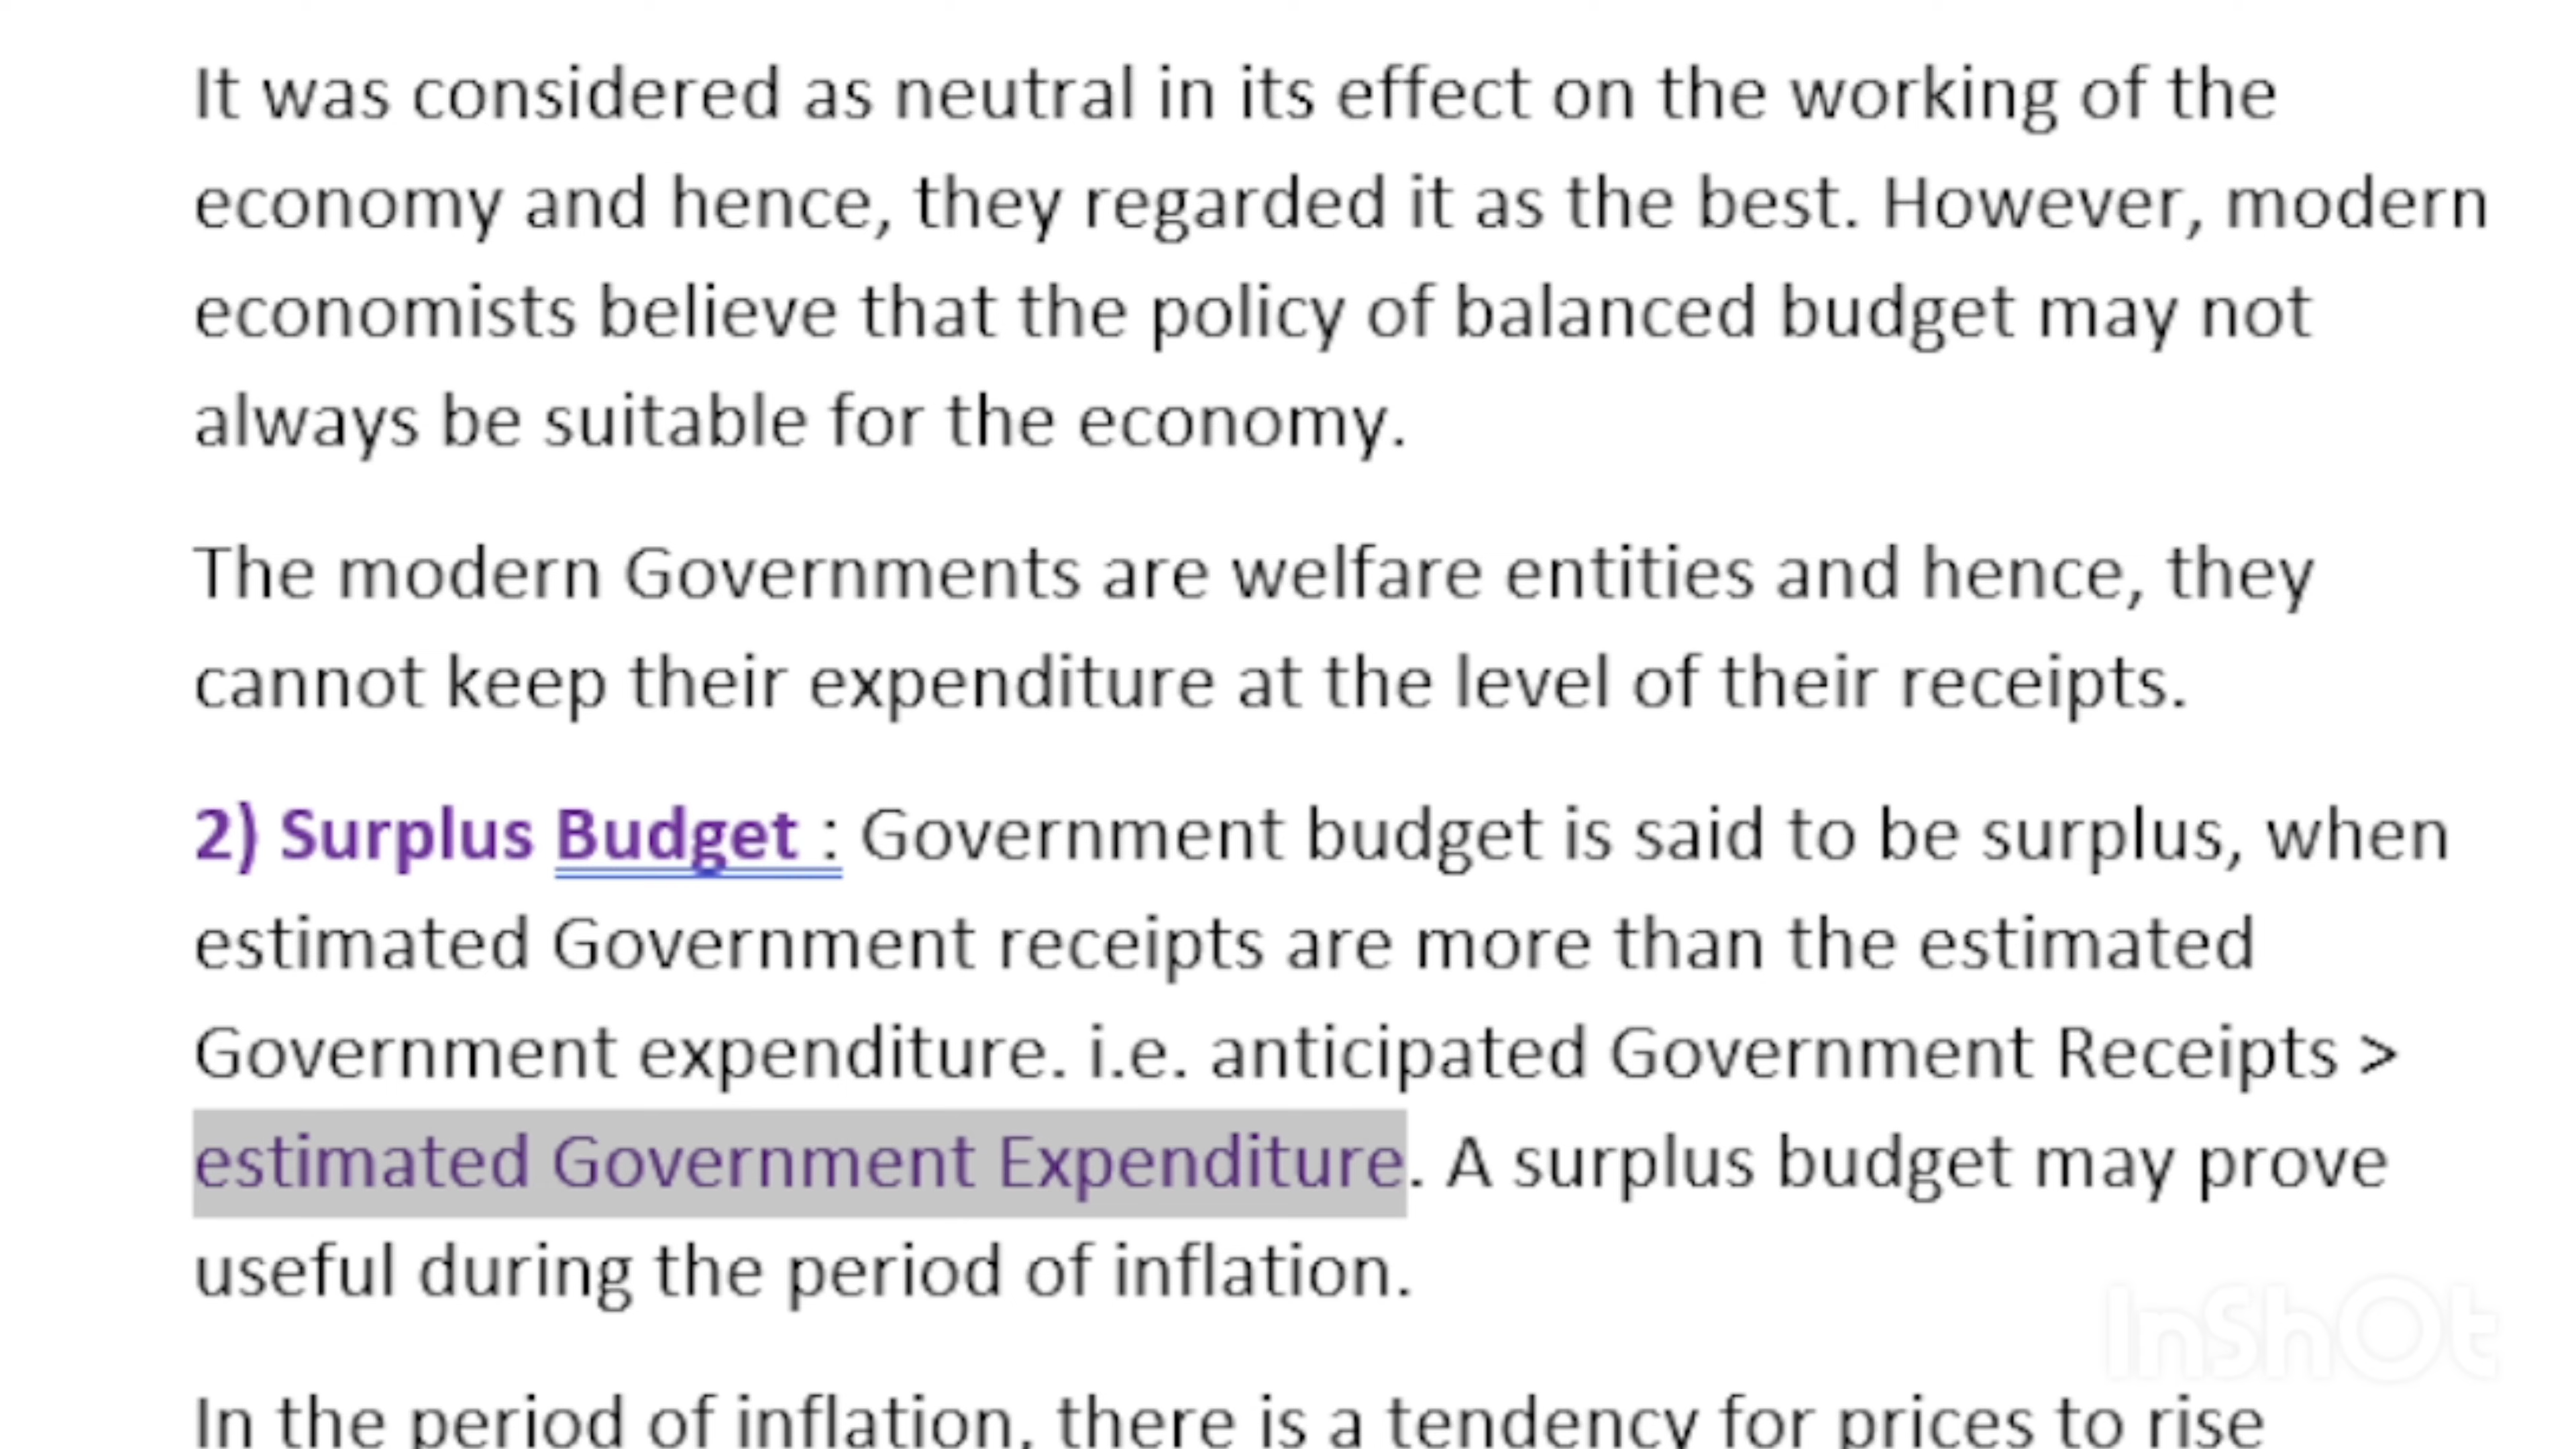 It was considered as neutral in its effect on the working of the
economy and hence, they regarded it as the best. However, modern
economists believe that the policy of balanced budget may not
always be suitable for the economy.
The modern Governments are welfare entities and hence, they
cannot keep their expenditure at the level of their receipts.
2) Surplus Budget : Government budget is said to be surplus, when
estimated Government receipts are more than the estimated
Government expenditure. i.e. anticipated Government Receipts >
estimated Government Expenditure. A surplus budget may prove
useful during the period of inflation.
InShOt
In the period of inflation, there is a tendency for prices to rise